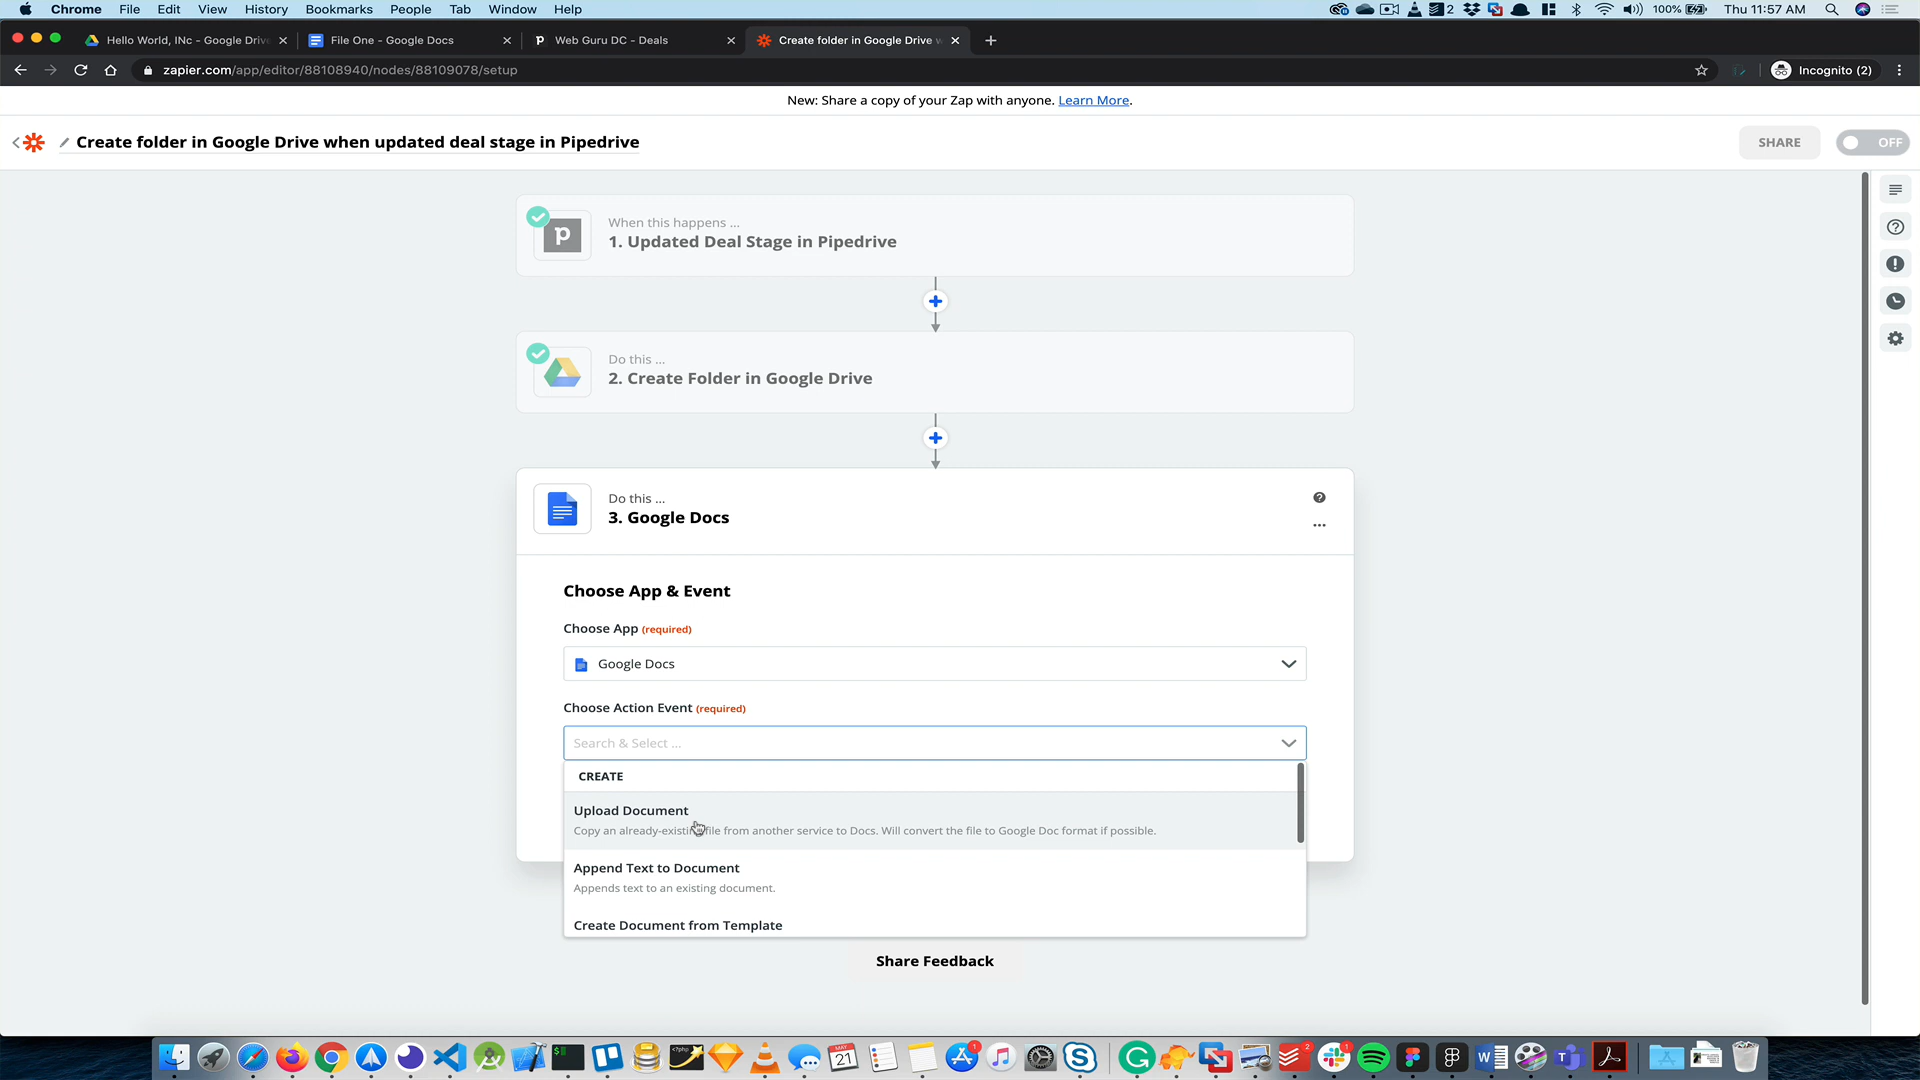 Chrome File Edit View History Bookmarks People Tab Window Help 2 100% Thu 11:57 AM
Hello World, INc - Google Driv File One - Google Docs Web Guru DC - Deals Create folder in Google Drive w
zapier.com/app/editor/88108940/nodes/88109078/setup Incognito (2)
New: Share a copy of your Zap with anyone. Learn More.
Create folder in Google Drive when updated deal stage in Pipedrive SHARE OFF
When this happens ...
1. Updated Deal Stage in Pipedrive
Do this ...
2. Create Folder in Google Drive
Do this ...
3. Google Docs
Choose App & Event
Choose App (required)
Google Docs
Choose Action Event (required)
Search & Select ...
CREATE
Upload Document
Copy an already-existing file from another service to Docs. Will convert the file to Google Doc format if possible.
Append Text to Document
Appends text to an existing document.
Create Document from Template
Share Feedback
MAY
21